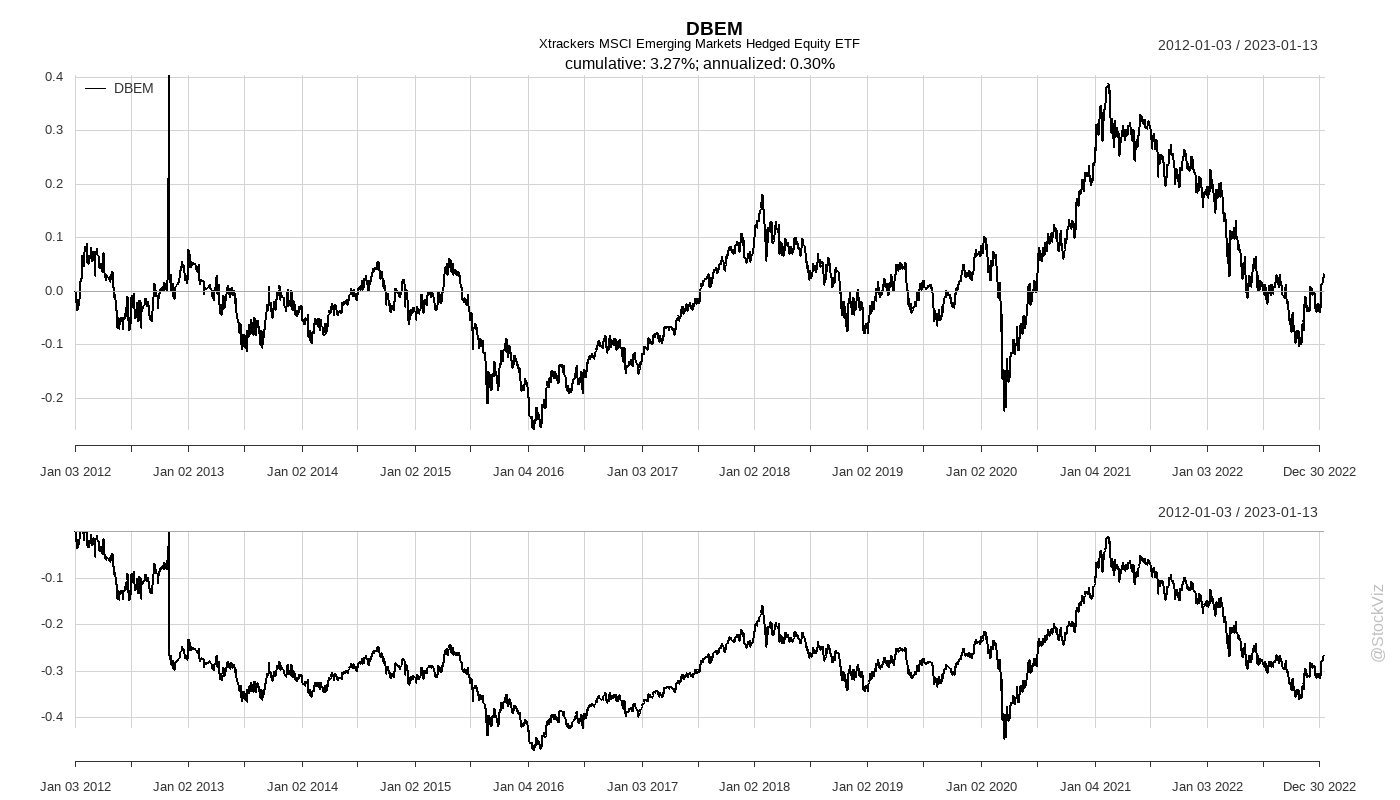 DBEM
Xtrackers MSCI Emerging Markets Hedged Equity ETF
2012-01-03 / 2023-01-13
cumulative: 3.27%; annualized: 0.30%
0.4
DBEM
0.3
0.2
0.1
0.0
-0.1
-0.2
Jan 03 2012 Jan 02 2013 Jan 02 2014 Jan 02 2015 Jan 04 2016 Jan 03 2017 Jan 02 2018 Jan 02 2019 Jan 02 2020 Jan 04 2021 Jan 03 2022 Dec 30 2022
2012-01-03 / 2023-01-13
-0.1
-0.2
-0.3
-0.4
Jan 03 2012 Jan 02 2013 Jan 02 2014 Jan 02 2015 Jan 04 2016 Jan 03 2017 Jan 02 2018 Jan 02 2019 Jan 02 2020 Jan 04 2021 Jan 03 2022 Dec 30 2022
@StockViz